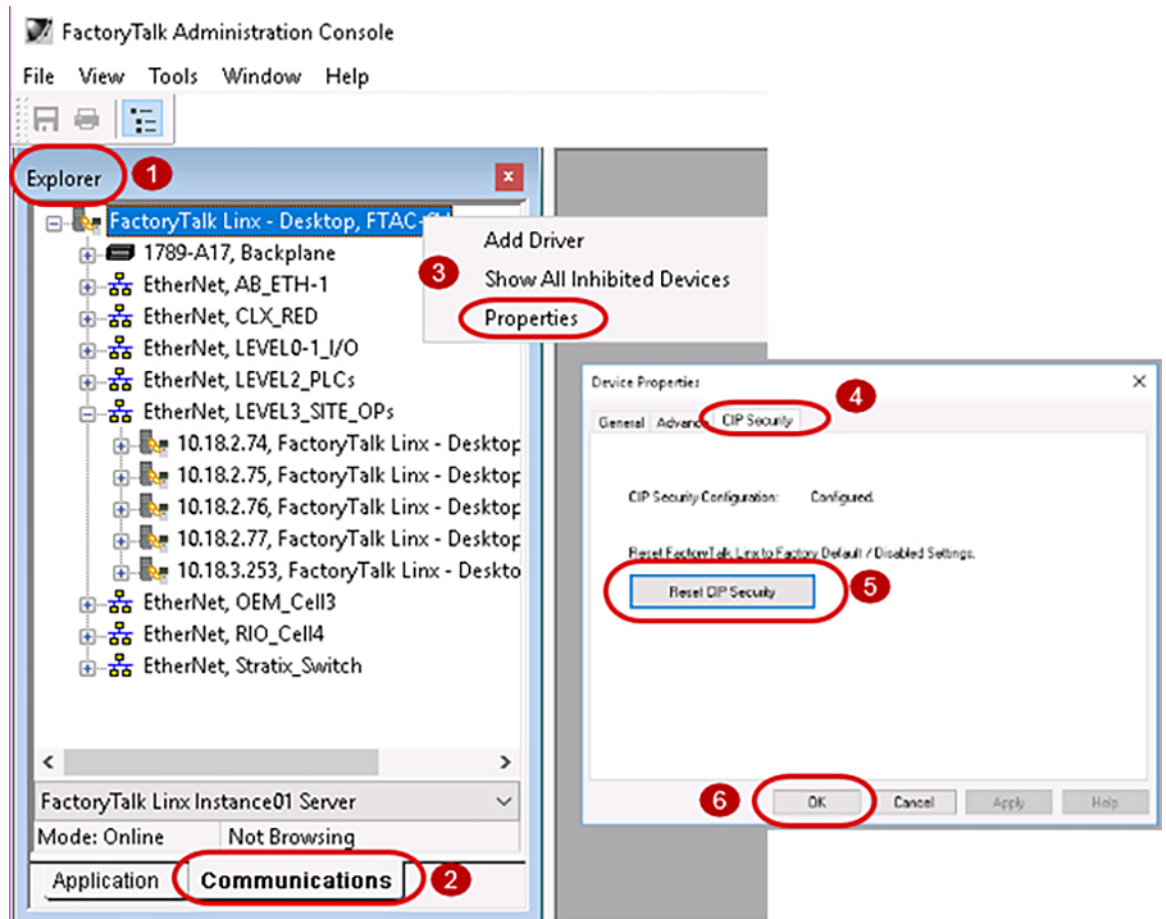 FactoryTalk Administration Console
File View Tools Window Help
Explorer 1
FactoryTalk Linx - Desktop, FTAC-
1789-A17, Backplane
EtherNet, AB_ETH-1
EtherNet, CLX_RED
EtherNet, LEVEL0-1_I/O
EtherNet, LEVEL2_PLCs
EtherNet, LEVEL3_SITE_OPs
10.18.2.74, FactoryTalk Linx - Desktop
10.18.2.75, FactoryTalk Linx - Desktop
10.18.2.76, FactoryTalk Linx - Desktop
10.18.2.77, FactoryTalk Linx - Desktop
10.18.3.253, FactoryTalk Linx - Deskto
EtherNet, OEM_Cell3
EtherNet, RIO_Cell4
EtherNet, Stratix_Switch
FactoryTalk Linx Instance01 Server
Mode: Online Not Browsing
Application Communications 2
Add Driver
3 Show All Inhibited Devices
Properties
Device Properties
4
General Advanc CIP Security
CIP Security Configuration: Configured.
Reset FactoryTalk Linx to Factory Default / Disabled Settings.
Reset CIP Security 5
6 OK Cancel Apply Help